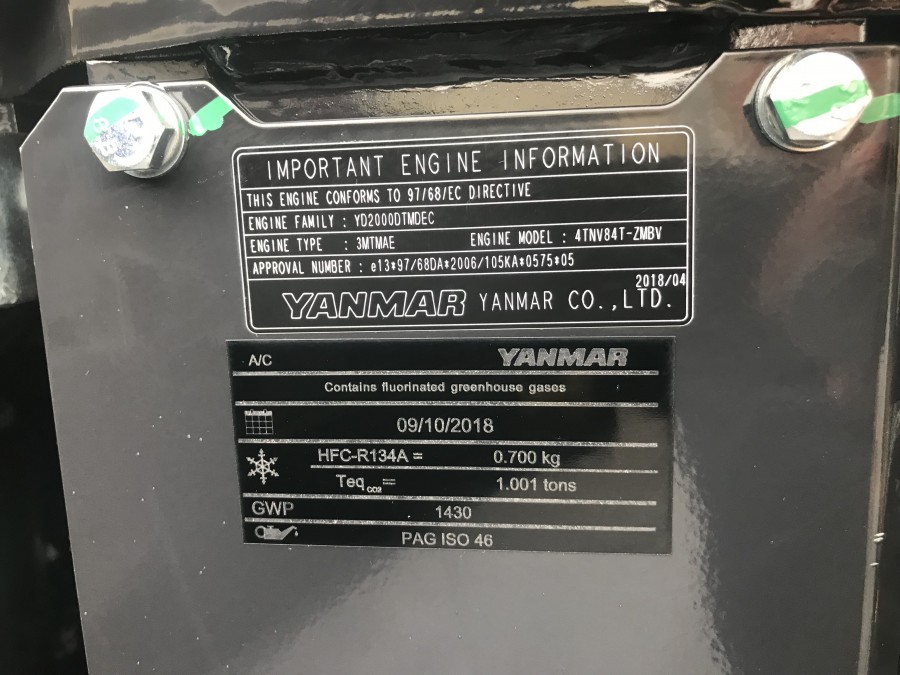 IMPORTANT ENGINE INFORMATION
THIS ENGINE CONFORMS TO 97/68/EC DIRECTIVE
ENGINE FAMILY : YD2000DTMDEC
ENGINE TYPE : 3MTMAE ENGINE MODEL : 4TNV84T-ZMBV
APPROVAL NUMBER : e13*97/68DA*2006/105KA*0575*05
2018/04
YANMAR YANMAR CO.,LTD.
A/C YANMAR
Contains fluorinated greenhouse gases
09/10/2018
HFC-R134A = 0.700 kg
Teq CO2 = 1.001 tons
GWP 1430
PAG ISO 46